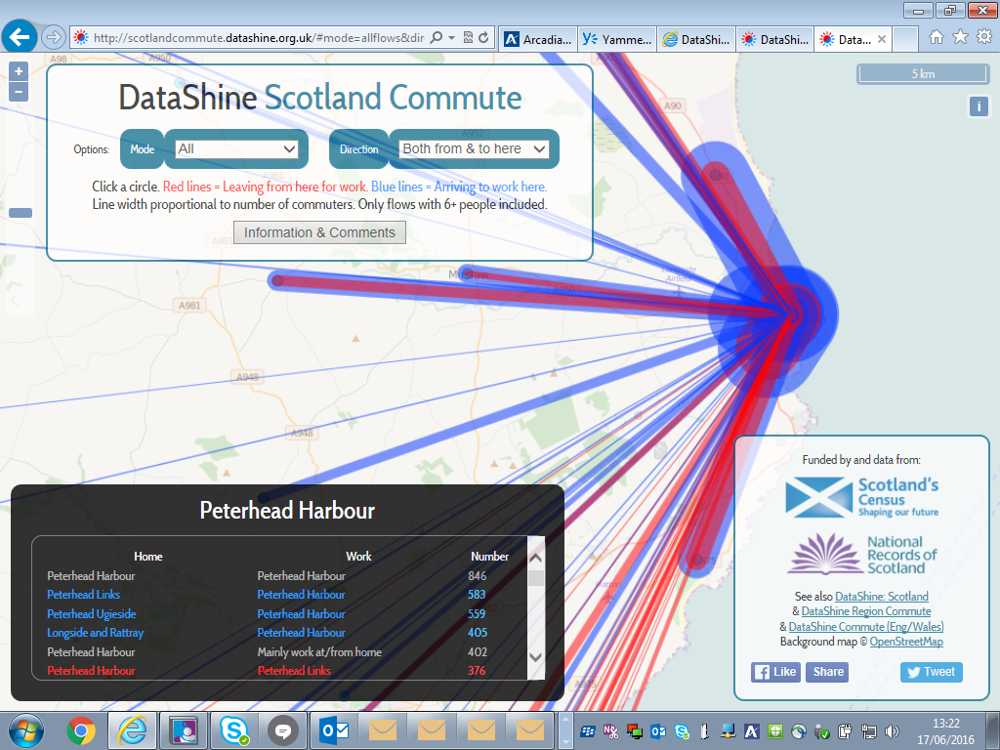 http://scotlandcommute.datashine.org.uk/#mode=allflows&dir
Arcadia...
Yamme...
DataShi...
DataShi...
Data...
A98
A950
A952
A90
A981
A981
A981
A948
A948
5 km
i
DataShine Scotland Commute
Options: Mode All Direction Both from & to here
Click a circle. Red lines = Leaving from here for work. Blue lines = Arriving to work here.
Line width proportional to number of commuters. Only flows with 6+ people included.
Information & Comments
Peterhead Harbour
Home Work Number
Peterhead Harbour Peterhead Harbour 846
Peterhead Links Peterhead Harbour 583
Peterhead Ugieside Peterhead Harbour 559
Longside and Rattray Peterhead Harbour 405
Peterhead Harbour Mainly work at/from home 402
Peterhead Harbour Peterhead Links 376
Funded by and data from:
Scotland's
Census
Shaping our future
National
Records of
Scotland
See also DataShine: Scotland
& DataShine Region Commute
& DataShine Commute (Eng/Wales)
Background map © OpenStreetMap
Like Share Tweet
13:22
17/06/2016